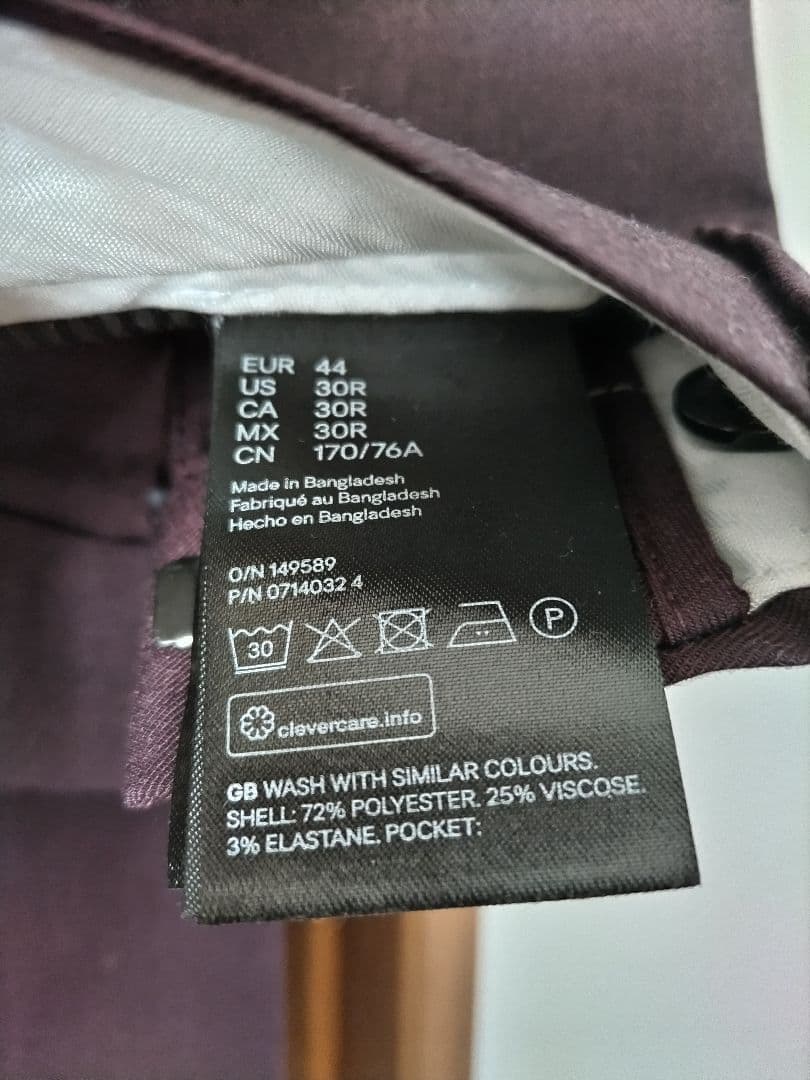 EUR 44
US 30R
CA 30R
MX 30R
CN 170/76A
Made in Bangladesh
Fabriqué au Bangladesh
Hecho en Bangladesh
O/N 149589
P/N 0714032 4
30 P
clevercare.info
GB WASH WITH SIMILAR COLOURS.
SHELL: 72% POLYESTER. 25% VISCOSE.
3% ELASTANE. POCKET: